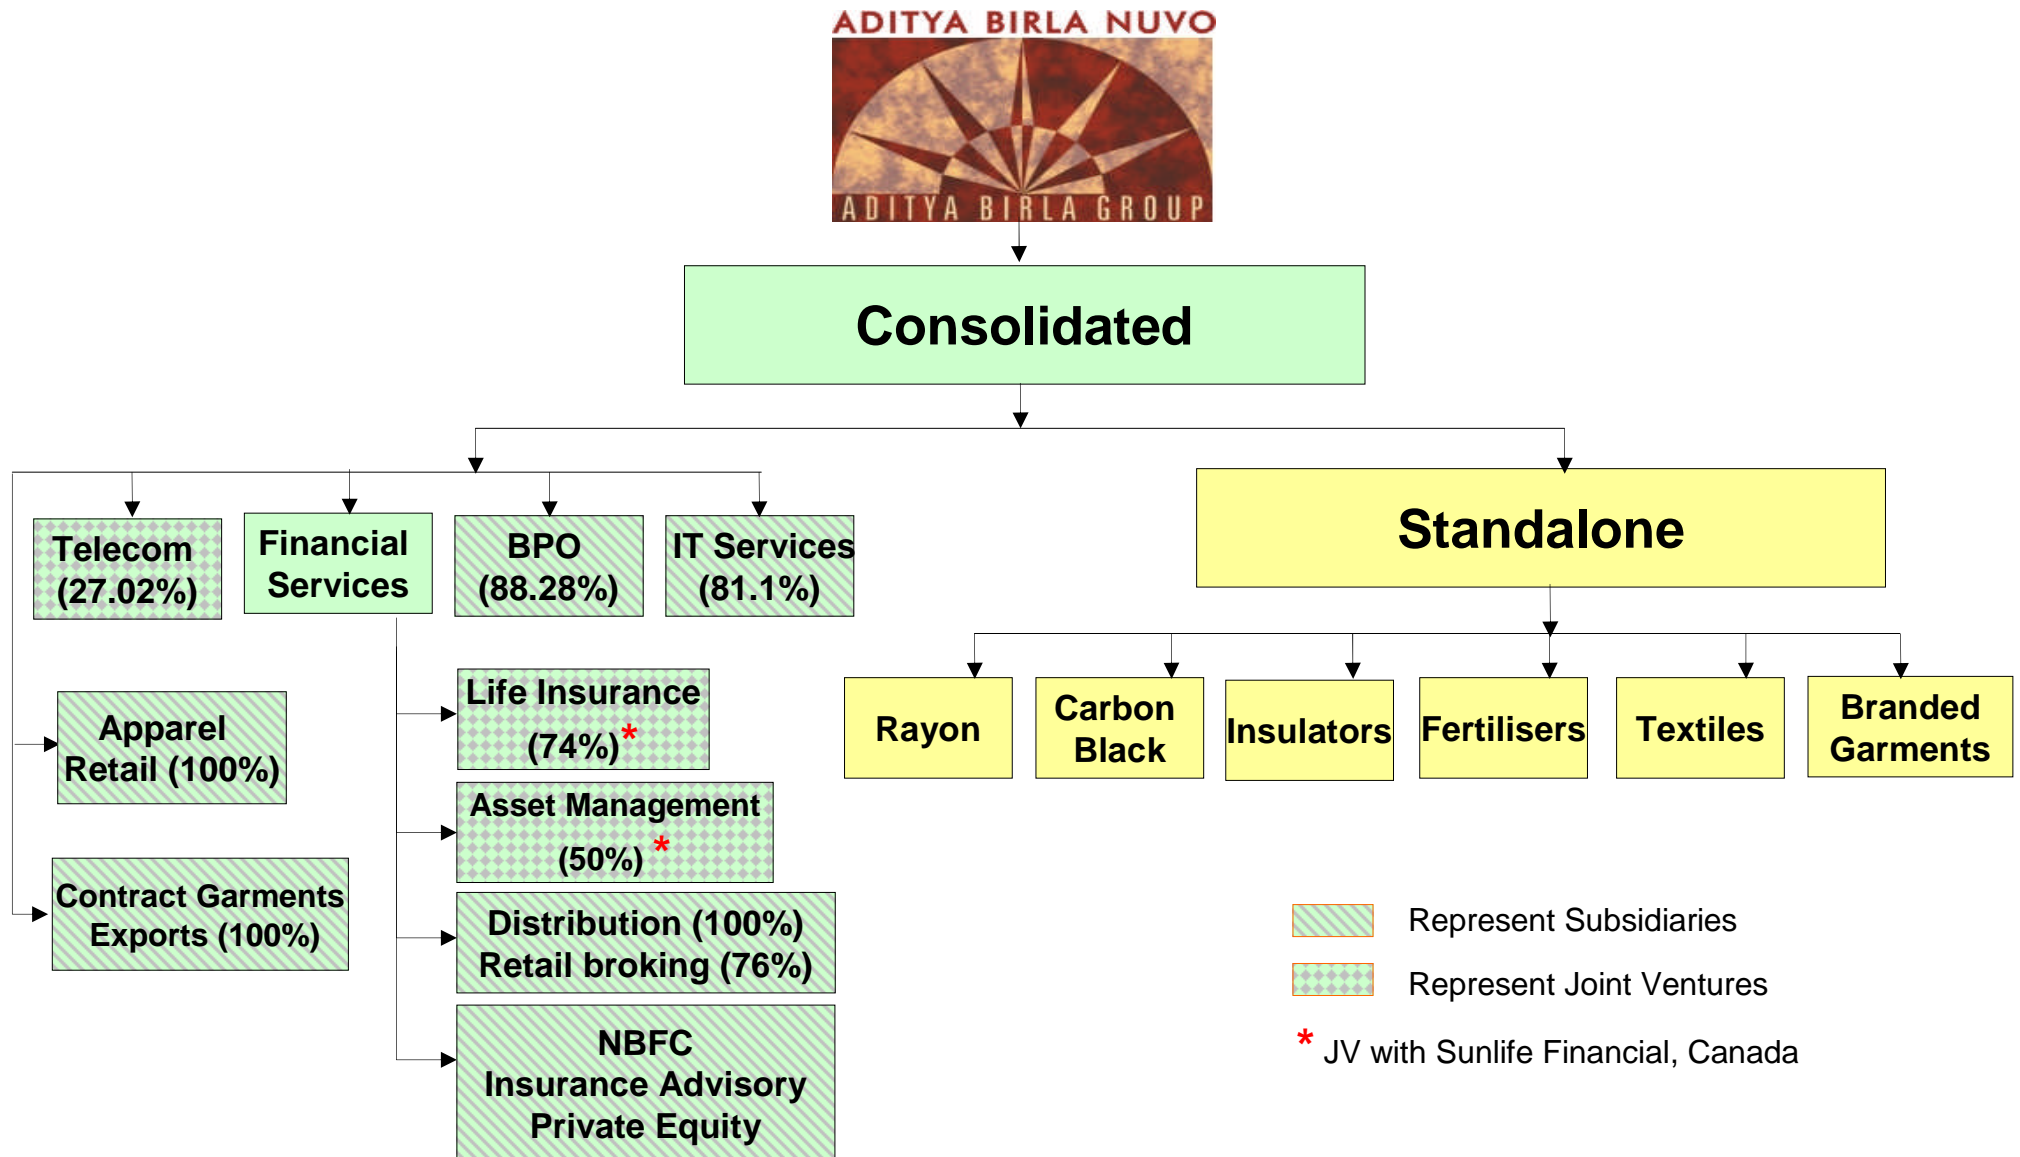 ADITYA BIRLA NUVO
ADITYA BIRLA GROUP
Consolidated
Telecom
(27.02%)
Financial
Services
BPO
(88.28%)
IT Services
(81.1%)
Standalone
Apparel
Retail (100%)
Contract Garments
Exports (100%)
Life Insurance
(74%)*
Asset Management
(50%) *
Distribution (100%)
Retail broking (76%)
NBFC
Insurance Advisory
Private Equity
Rayon
Carbon
Black
Insulators
Fertilisers
Textiles
Branded
Garments
Represent Subsidiaries
Represent Joint Ventures
* JV with Sunlife Financial, Canada